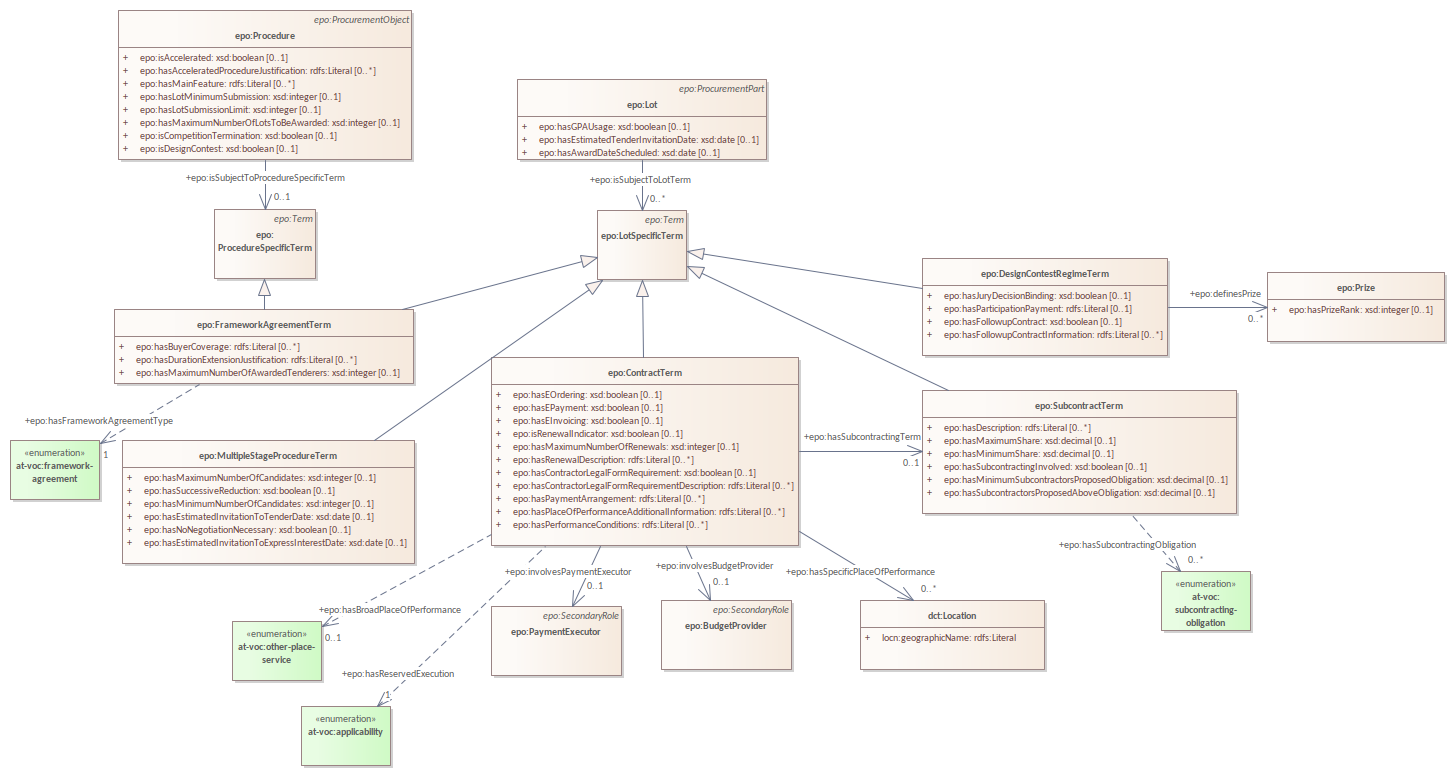 epo:ProcurementObject
epo:Procedure
+ epo:isAccelerated: xsd:boolean [0..1]
+ epo:hasAcceleratedProcedureJustification: rdfs:Literal [0..*]
+ epo:hasMainFeature: rdfs:Literal [0..*]
+ epo:hasLotMinimumSubmission: xsd:integer [0..1]
+ epo:hasLotSubmissionLimit: xsd:integer [0..1]
+ epo:hasMaximumNumberOfLotsToBeAwarded: xsd:integer [0..1]
+ epo:isCompetitionTermination: xsd:boolean [0..1]
+ epo:isDesignContest: xsd:boolean [0..1]
+epo:isSubjectToProcedureSpecificTerm
0..1
epo:Term
epo:
ProcedureSpecificTerm
epo:ProcurementPart
epo:Lot
+ epo:hasGPAUsage: xsd:boolean [0..1]
+ epo:hasEstimatedTenderInvitationDate: xsd:date [0..1]
+ epo:hasAwardDateScheduled: xsd:date [0..1]
+epo:isSubjectToLotTerm
0..*
epo:Term
epo:LotSpecificTerm
epo:DesignContestRegimeTerm
+ epo:hasJuryDecisionBinding: xsd:boolean [0..1]
+ epo:hasParticipationPayment: rdfs:Literal [0..1]
+ epo:hasFollowupContract: xsd:boolean [0..1]
+ epo:hasFollowupContractInformation: rdfs:Literal [0..*]
+epo:definesPrize
0..*
epo:Prize
+ epo:hasPrizeRank: xsd:integer [0..1]
epo:FrameworkAgreementTerm
+ epo:hasBuyerCoverage: rdfs:Literal [0..*]
+ epo:hasDurationExtensionJustification: rdfs:Literal [0..*]
+ epo:hasMaximumNumberOfAwardedTenderers: xsd:integer [0..1]
+epo:hasFrameworkAgreementType
1
«enumeration»
at-voc:framework-
agreement
epo:MultipleStageProcedureTerm
+ epo:hasMaximumNumberOfCandidates: xsd:integer [0..1]
+ epo:hasSuccessiveReduction: xsd:boolean [0..1]
+ epo:hasMinimumNumberOfCandidates: xsd:integer [0..1]
+ epo:hasEstimatedInvitationToTenderDate: xsd:date [0..1]
+ epo:hasNoNegotiationNecessary: xsd:boolean [0..1]
+ epo:hasEstimatedInvitationToExpressInterestDate: xsd:date [0..1]
epo:ContractTerm
+ epo:hasEOrdering: xsd:boolean [0..1]
+ epo:hasEPayment: xsd:boolean [0..1]
+ epo:hasEInvoicing: xsd:boolean [0..1]
+ epo:isRenewalIndicator: xsd:boolean [0..1]
+ epo:hasMaximumNumberOfRenewals: xsd:integer [0..1]
+ epo:hasRenewalDescription: rdfs:Literal [0..*]
+ epo:hasContractorLegalFormRequirement: xsd:boolean [0..1]
+ epo:hasContractorLegalFormRequirementDescription: rdfs:Literal [0..*]
+ epo:hasPaymentArrangement: rdfs:Literal [0..*]
+ epo:hasPlaceOfPerformanceAdditionalInformation: rdfs:Literal [0..*]
+ epo:hasPerformanceConditions: rdfs:Literal [0..*]
+epo:hasSubcontractingTerm
0..1
epo:SubcontractTerm
+ epo:hasDescription: rdfs:Literal [0..*]
+ epo:hasMaximumShare: xsd:decimal [0..1]
+ epo:hasMinimumShare: xsd:decimal [0..1]
+ epo:hasSubcontractingInvolved: xsd:boolean [0..1]
+ epo:hasMinimumSubcontractorsProposedObligation: xsd:decimal [0..1]
+ epo:hasSubcontractorsProposedAboveObligation: xsd:decimal [0..1]
+epo:hasSubcontractingObligation
0..*
«enumeration»
at-voc:
subcontracting-
obligation
+epo:hasBroadPlaceOfPerformance
0..1
«enumeration»
at-voc:other-place-
service
+epo:hasReservedExecution
1
«enumeration»
at-voc:applicability
+epo:involvesPaymentExecutor
0..1
epo:SecondaryRole
epo:PaymentExecutor
+epo:involvesBudgetProvider
0..1
epo:SecondaryRole
epo:BudgetProvider
+epo:hasSpecificPlaceOfPerformance
0..*
dct:Location
+ locn:geographicName: rdfs:Literal